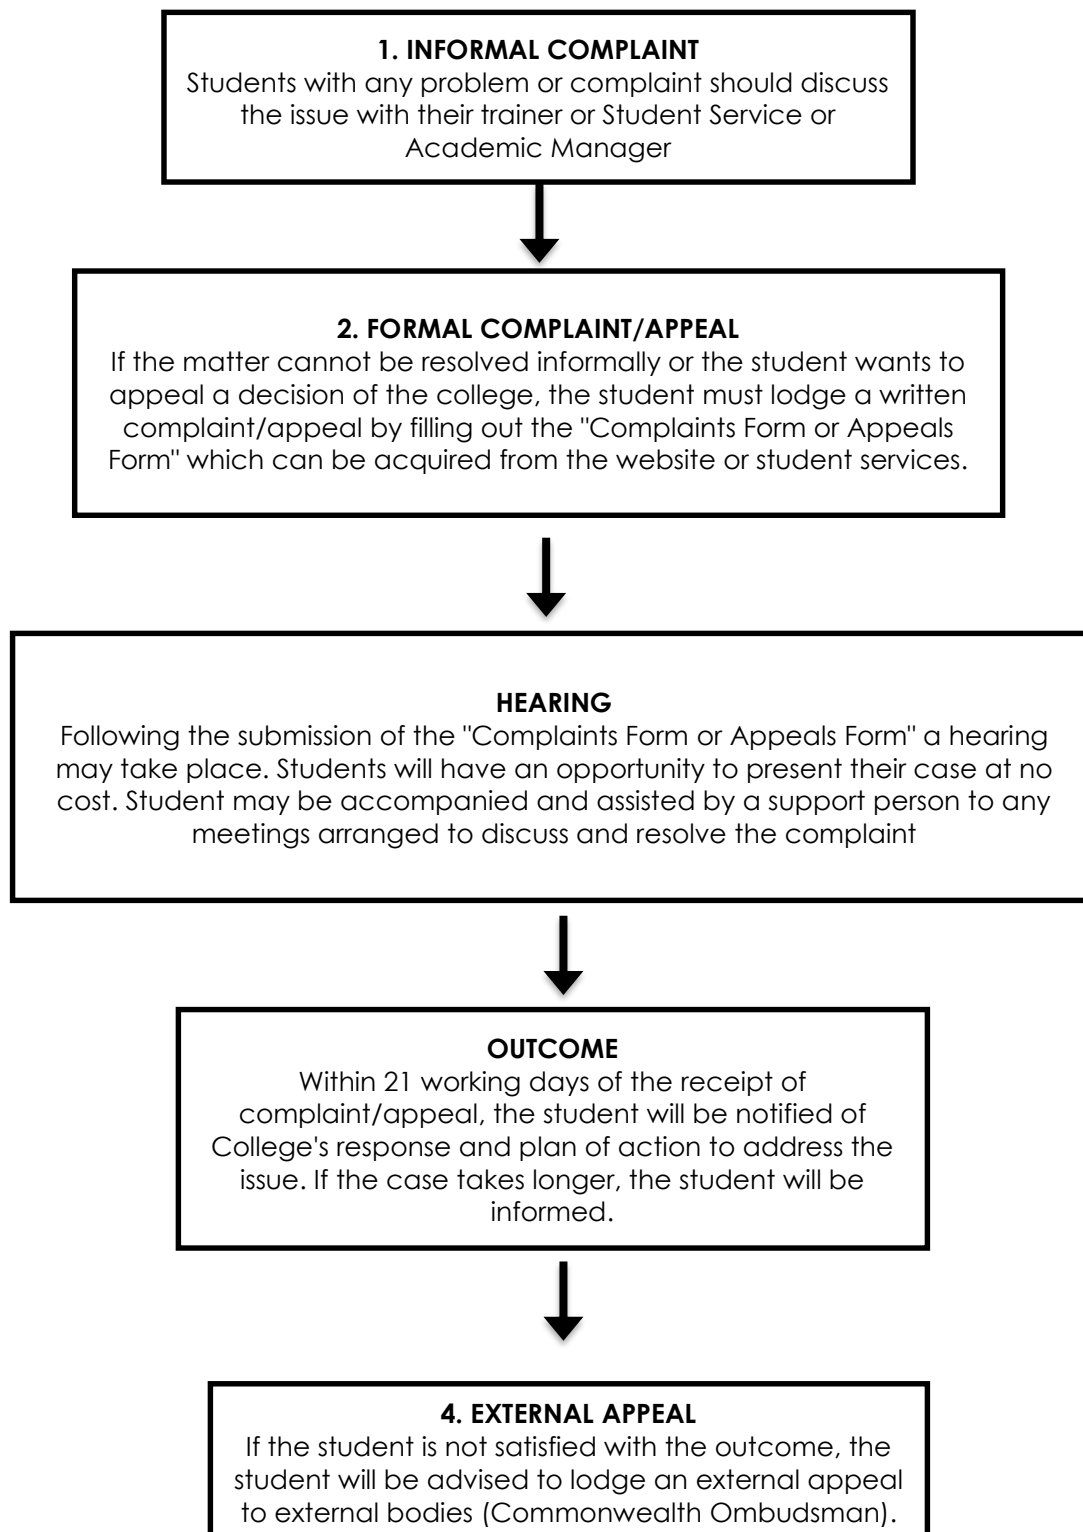 1. INFORMAL COMPLAINT
Students with any problem or complaint should discuss
the issue with their trainer or Student Service or
Academic Manager
2. FORMAL COMPLAINT/APPEAL
If the matter cannot be resolved informally or the student wants to
appeal a decision of the college, the student must lodge a written
complaint/appeal by filling out the "Complaints Form or Appeals
Form" which can be acquired from the website or student services.
HEARING
Following the submission of the "Complaints Form or Appeals Form" a hearing
may take place. Students will have an opportunity to present their case at no
cost. Student may be accompanied and assisted by a support person to any
meetings arranged to discuss and resolve the complaint
OUTCOME
Within 21 working days of the receipt of
complaint/appeal, the student will be notified of
College's response and plan of action to address the
issue. If the case takes longer, the student will be
informed.
4. EXTERNAL APPEAL
If the student is not satisfied with the outcome, the
student will be advised to lodge an external appeal
to external bodies (Commonwealth Ombudsman).